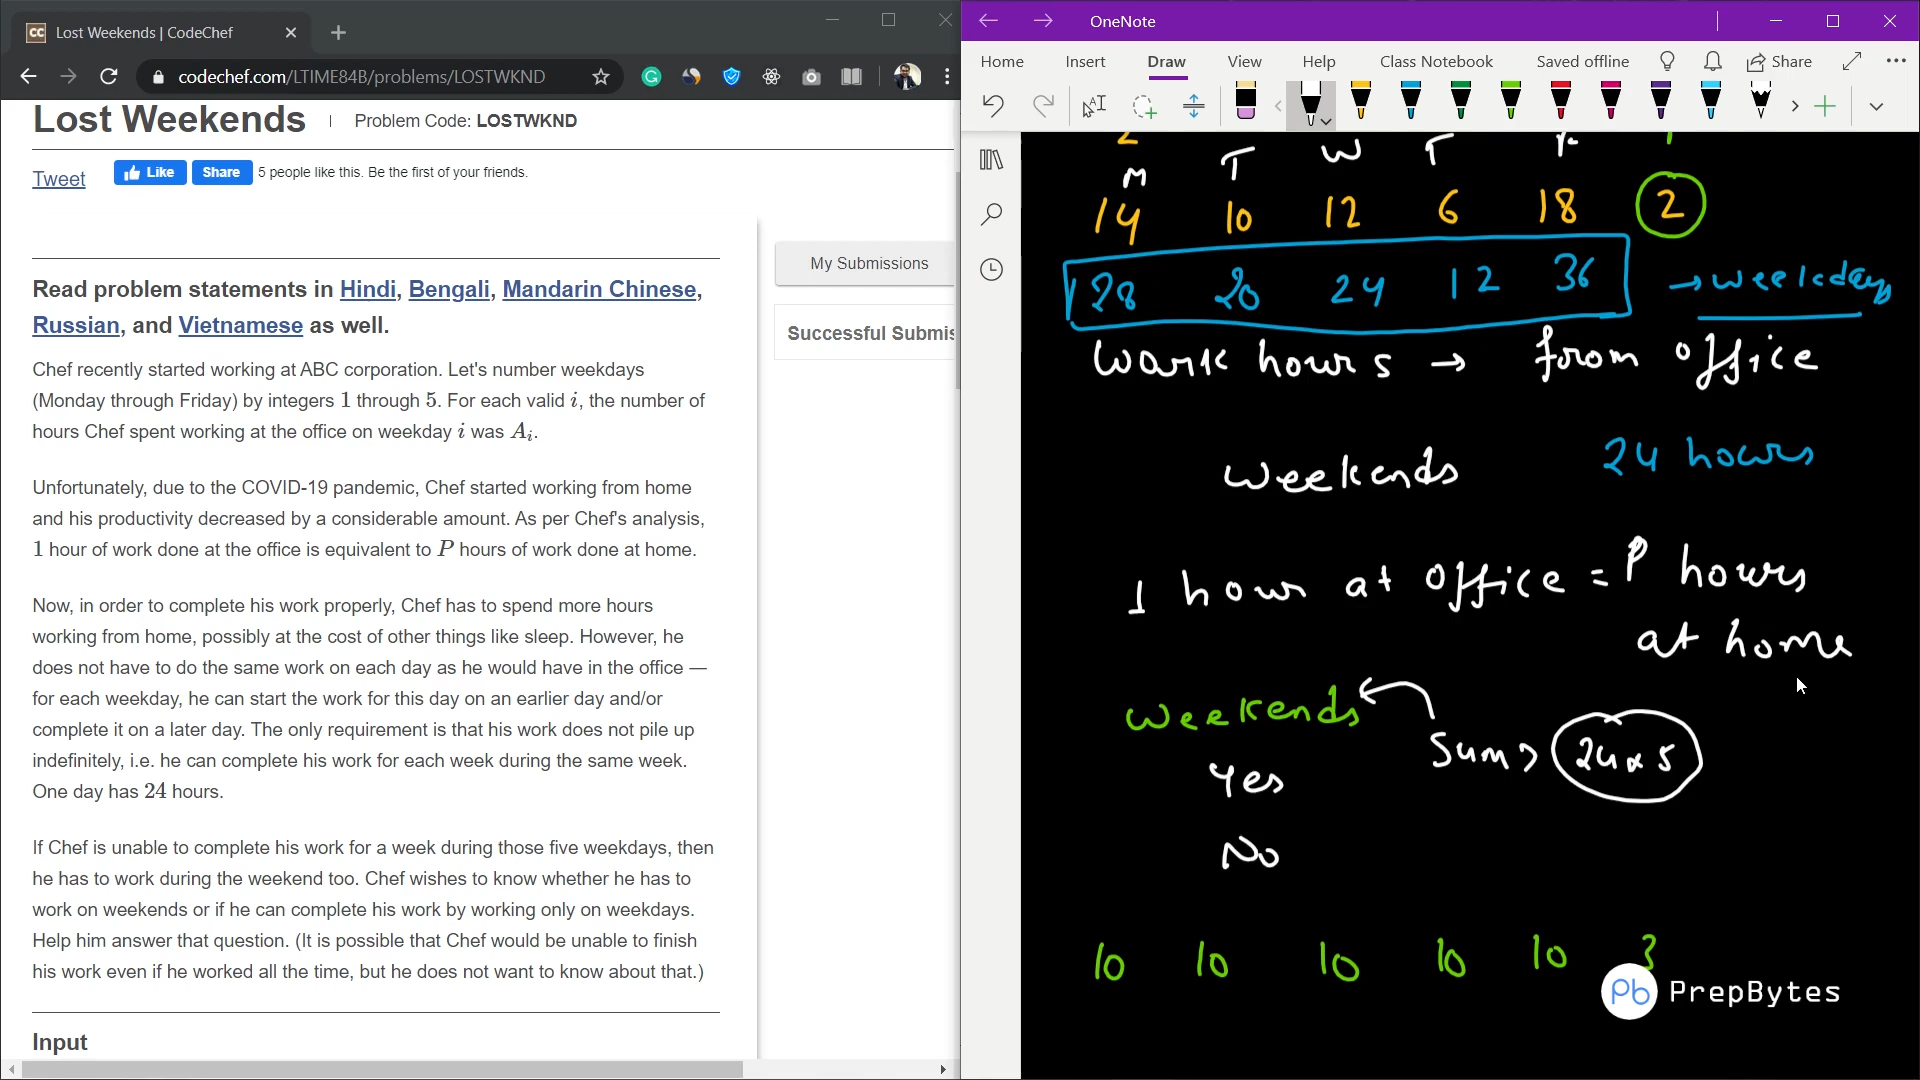 Lost Weekends | CodeChef
codechef.com/LTIME84B/problems/LOSTWKND
Lost Weekends
Problem Code: LOSTWKND
Tweet
Like
Share
5 people like this. Be the first of your friends.
My Submissions
Successful Submis
Read problem statements in Hindi, Bengali, Mandarin Chinese,
Russian, and Vietnamese as well.
Chef recently started working at ABC corporation. Let's number weekdays
(Monday through Friday) by integers 1 through 5. For each valid i, the number of
hours Chef spent working at the office on weekday i was Aᵢ.
Unfortunately, due to the COVID-19 pandemic, Chef started working from home
and his productivity decreased by a considerable amount. As per Chef's analysis,
1 hour of work done at the office is equivalent to P hours of work done at home.
Now, in order to complete his work properly, Chef has to spend more hours
working from home, possibly at the cost of other things like sleep. However, he
does not have to do the same work on each day as he would have in the office —
for each weekday, he can start the work for this day on an earlier day and/or
complete it on a later day. The only requirement is that his work does not pile up
indefinitely, i.e. he can complete his work for each week during the same week.
One day has 24 hours.
If Chef is unable to complete his work for a week during those five weekdays, then
he has to work during the weekend too. Chef wishes to know whether he has to
work on weekends or if he can complete his work by working only on weekdays.
Help him answer that question. (It is possible that Chef would be unable to finish
his work even if he worked all the time, but he does not want to know about that.)
Input
OneNote
Home Insert Draw View Help Class Notebook Saved offline Share
M T W T
14 10 12 6 18 2
28 20 24 12 36 → weekdays
work hours → from office
weekends 24 hours
1 hour at office = P hours
at home
weekends
Sum > 24 x 5
Yes
No
10 10 10 10 10 3
Pb PrepBytes